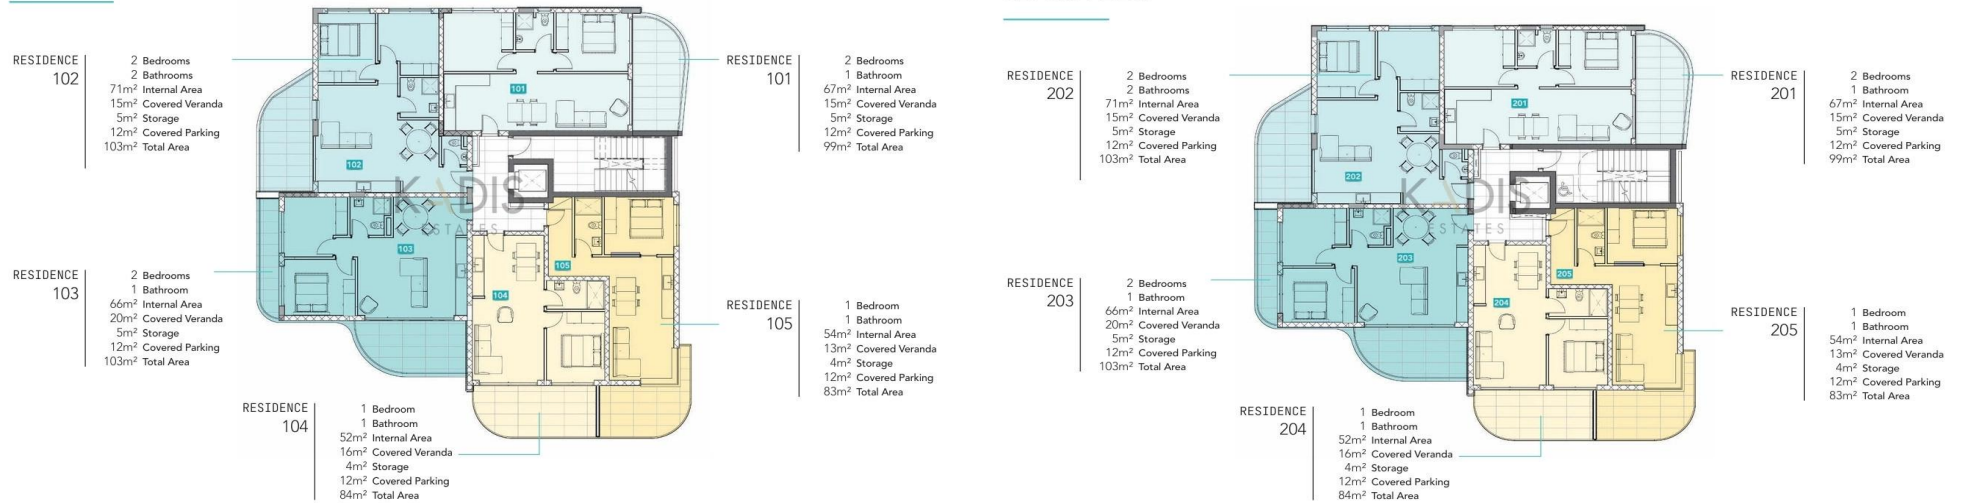 RESIDENCE
102
2 Bedrooms
2 Bathrooms
71m² Internal Area
15m² Covered Veranda
5m² Storage
12m² Covered Parking
103m² Total Area
RESIDENCE
101
2 Bedrooms
1 Bathroom
67m² Internal Area
15m² Covered Veranda
5m² Storage
12m² Covered Parking
99m² Total Area
RESIDENCE
103
2 Bedrooms
1 Bathroom
66m² Internal Area
20m² Covered Veranda
5m² Storage
12m² Covered Parking
103m² Total Area
RESIDENCE
105
1 Bedroom
1 Bathroom
54m² Internal Area
13m² Covered Veranda
4m² Storage
12m² Covered Parking
83m² Total Area
RESIDENCE
104
1 Bedroom
1 Bathroom
52m² Internal Area
16m² Covered Veranda
4m² Storage
12m² Covered Parking
84m² Total Area
101
102
103
105
104
KADIS
ESTATES
RESIDENCE
202
2 Bedrooms
2 Bathrooms
71m² Internal Area
15m² Covered Veranda
5m² Storage
12m² Covered Parking
103m² Total Area
RESIDENCE
201
2 Bedrooms
1 Bathroom
67m² Internal Area
15m² Covered Veranda
5m² Storage
12m² Covered Parking
99m² Total Area
RESIDENCE
203
2 Bedrooms
1 Bathroom
66m² Internal Area
20m² Covered Veranda
5m² Storage
12m² Covered Parking
103m² Total Area
RESIDENCE
205
1 Bedroom
1 Bathroom
54m² Internal Area
13m² Covered Veranda
4m² Storage
12m² Covered Parking
83m² Total Area
RESIDENCE
204
1 Bedroom
1 Bathroom
52m² Internal Area
16m² Covered Veranda
4m² Storage
12m² Covered Parking
84m² Total Area
201
202
203
205
204
KADIS
ESTATES